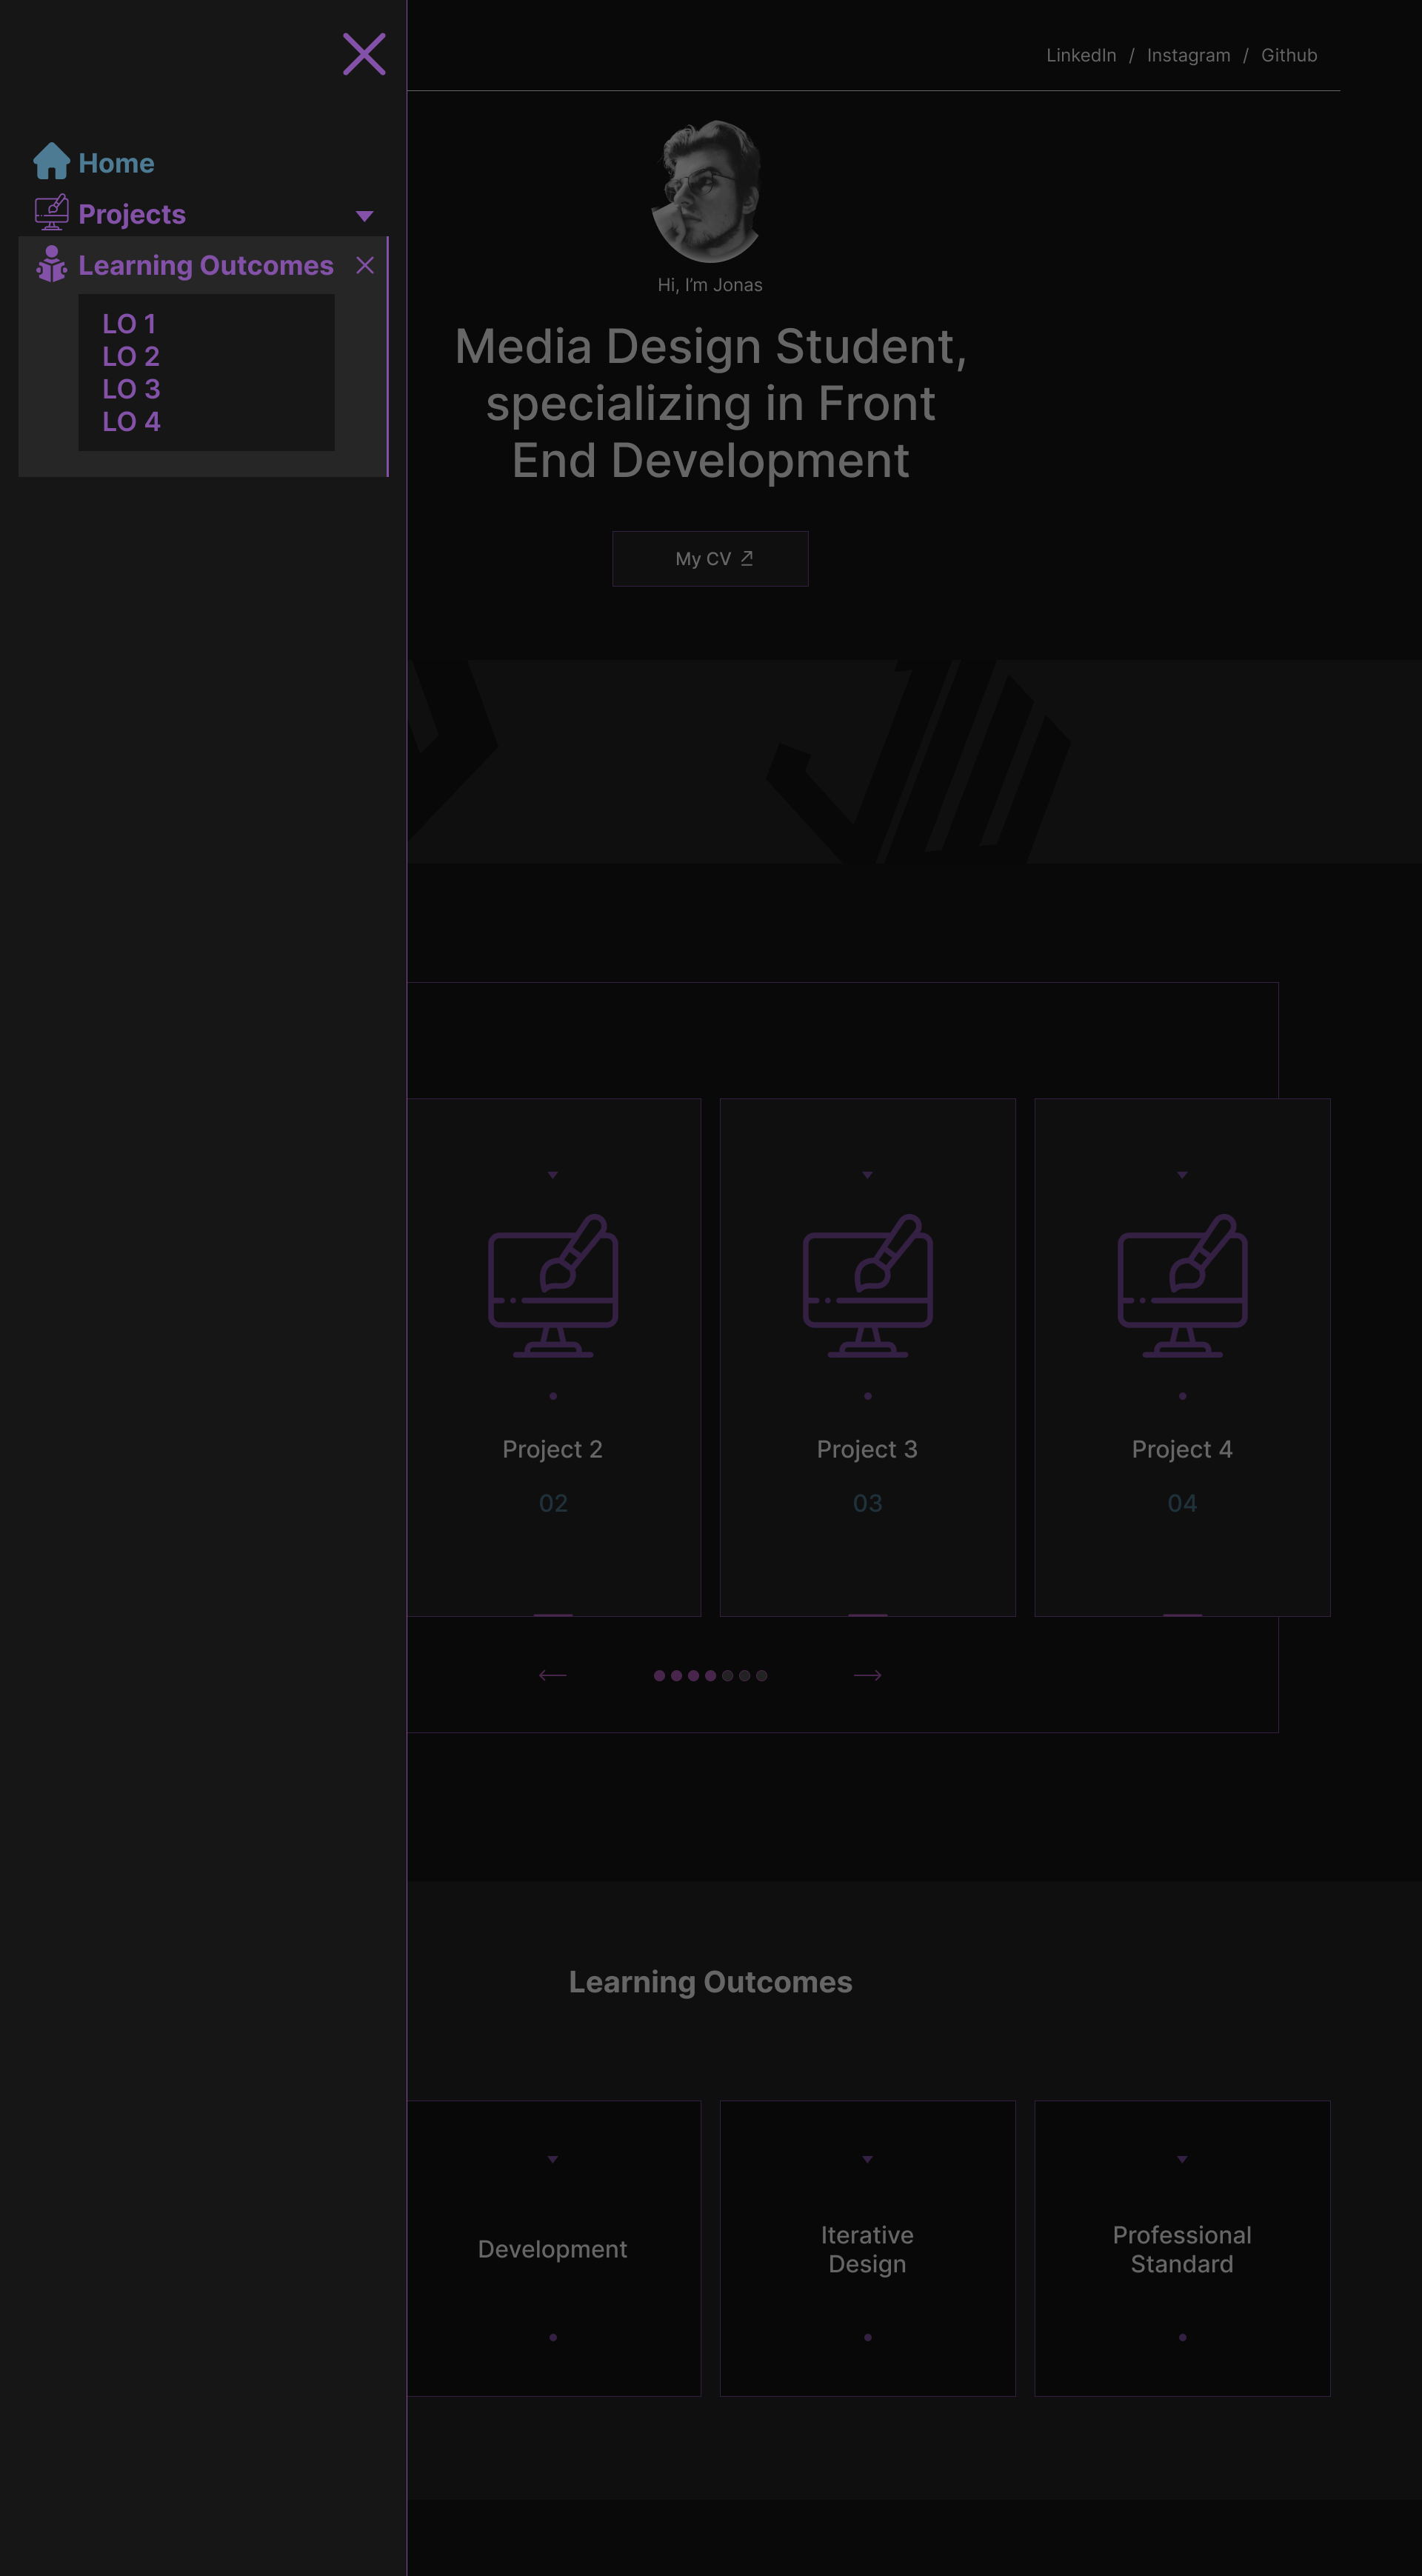 LinkedIn / Instagram / Github
Home
Projects
Learning Outcomes
LO 1
LO 2
LO 3
LO 4
Hi, I’m Jonas
Media Design Student,
specializing in Front
End Development
My CV
Project 2
02
Project 3
03
Project 4
04
Learning Outcomes
Development
Iterative
Design
Professional
Standard